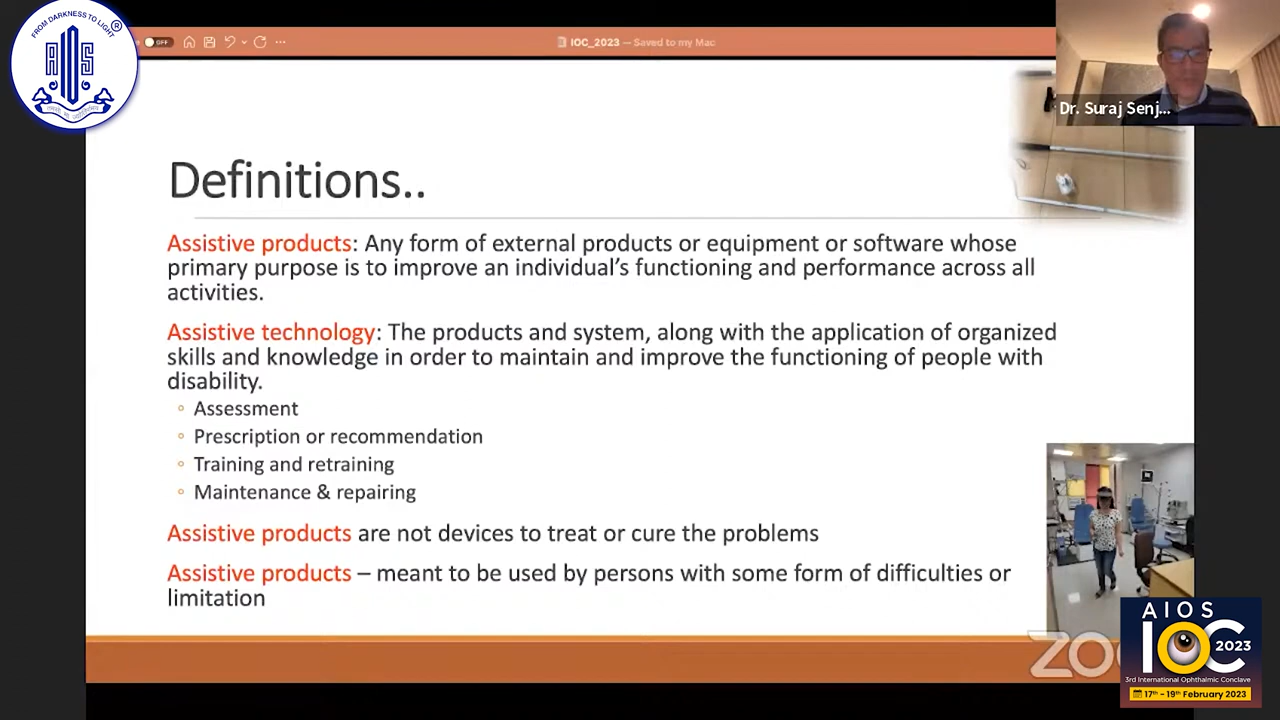 FROM DARKNESS TO LIGHT
®
AIOS
OFF
IOC_2023 — Saved to my Mac
Dr. Suraj Senj...
Definitions..
Assistive products: Any form of external products or equipment or software whose
primary purpose is to improve an individual's functioning and performance across all
activities.
Assistive technology: The products and system, along with the application of organized
skills and knowledge in order to maintain and improve the functioning of people with
disability.
Assessment
Prescription or recommendation
Training and retraining
Maintenance & repairing
Assistive products are not devices to treat or cure the problems
Assistive products – meant to be used by persons with some form of difficulties or
limitation
AIOS
IOC 2023
3rd International Ophthalmic Conclave
17th - 19th February 2023